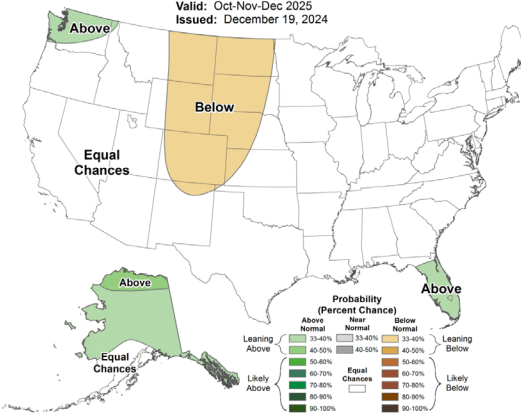 Valid: Oct-Nov-Dec 2025
Issued: December 19, 2024
Above
Below
Equal
Chances
Above
Above
Equal
Chances
Probability
(Percent Chance)
Above
Normal
Near
Normal
Below
Normal
Leaning
Above
33-40%
33-40%
33-40%
Leaning
Below
40-50%
40-50%
40-50%
Likely
Above
50-60%
50-60%
Likely
Below
60-70%
60-70%
Equal
Chances
70-80%
70-80%
80-90%
80-90%
90-100%
90-100%